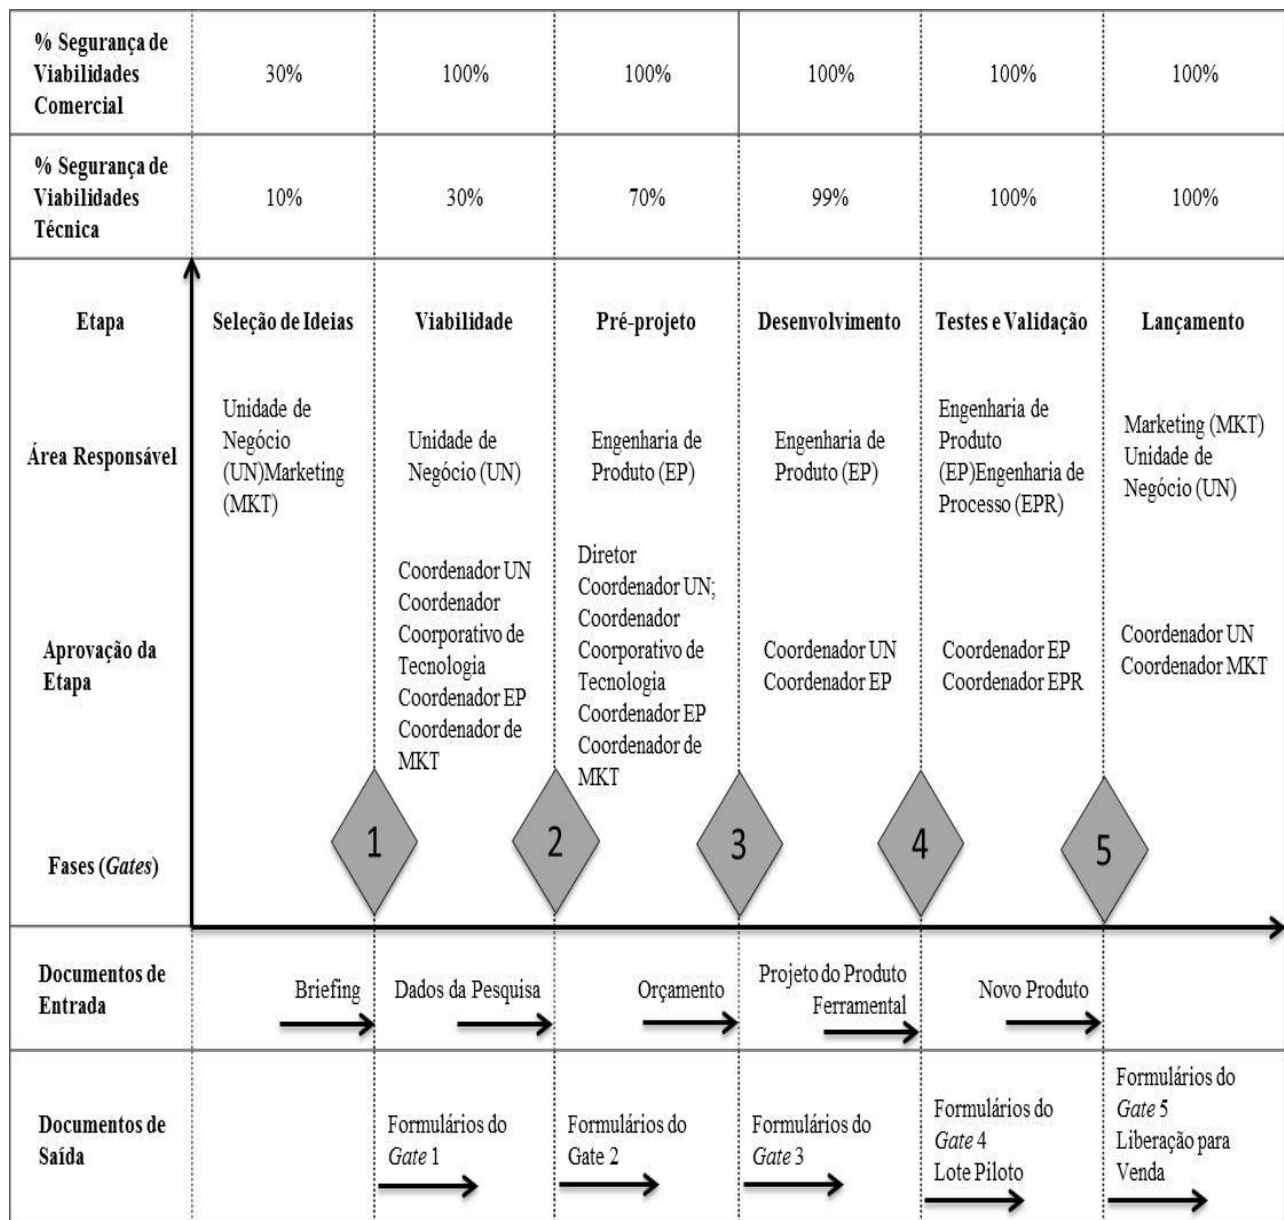 % Segurança de
Viabilidades
Comercial
30%
100%
100%
100%
100%
100%
% Segurança de
Viabilidades
Técnica
10%
30%
70%
99%
100%
100%
Etapa
Seleção de Ideias
Viabilidade
Pré-projeto
Desenvolvimento
Testes e Validação
Lançamento
Área Responsável
Unidade de
Negócio
(UN)Marketing
(MKT)
Unidade de
Negócio (UN)
Engenharia de
Produto (EP)
Engenharia de
Produto (EP)
Engenharia de
Produto
(EP)Engenharia de
Processo (EPR)
Marketing (MKT)
Unidade de
Negócio (UN)
Aprovação da
Etapa
Coordenador UN
Coordenador
Coorporativo de
Tecnologia
Coordenador EP
Coordenador de
MKT
Diretor
Coordenador UN;
Coordenador
Coorporativo de
Tecnologia
Coordenador EP
Coordenador de
MKT
Coordenador UN
Coordenador EP
Coordenador EP
Coordenador EPR
Coordenador UN
Coordenador MKT
Fases (Gates)
1
2
3
4
5
Documentos de
Entrada
Briefing
Dados da Pesquisa
Orçamento
Projeto do Produto
Ferramental
Novo Produto
Documentos de
Saída
Formulários do
Gate 1
Formulários do
Gate 2
Formulários do
Gate 3
Formulários do
Gate 4
Lote Piloto
Formulários do
Gate 5
Liberação para
Venda